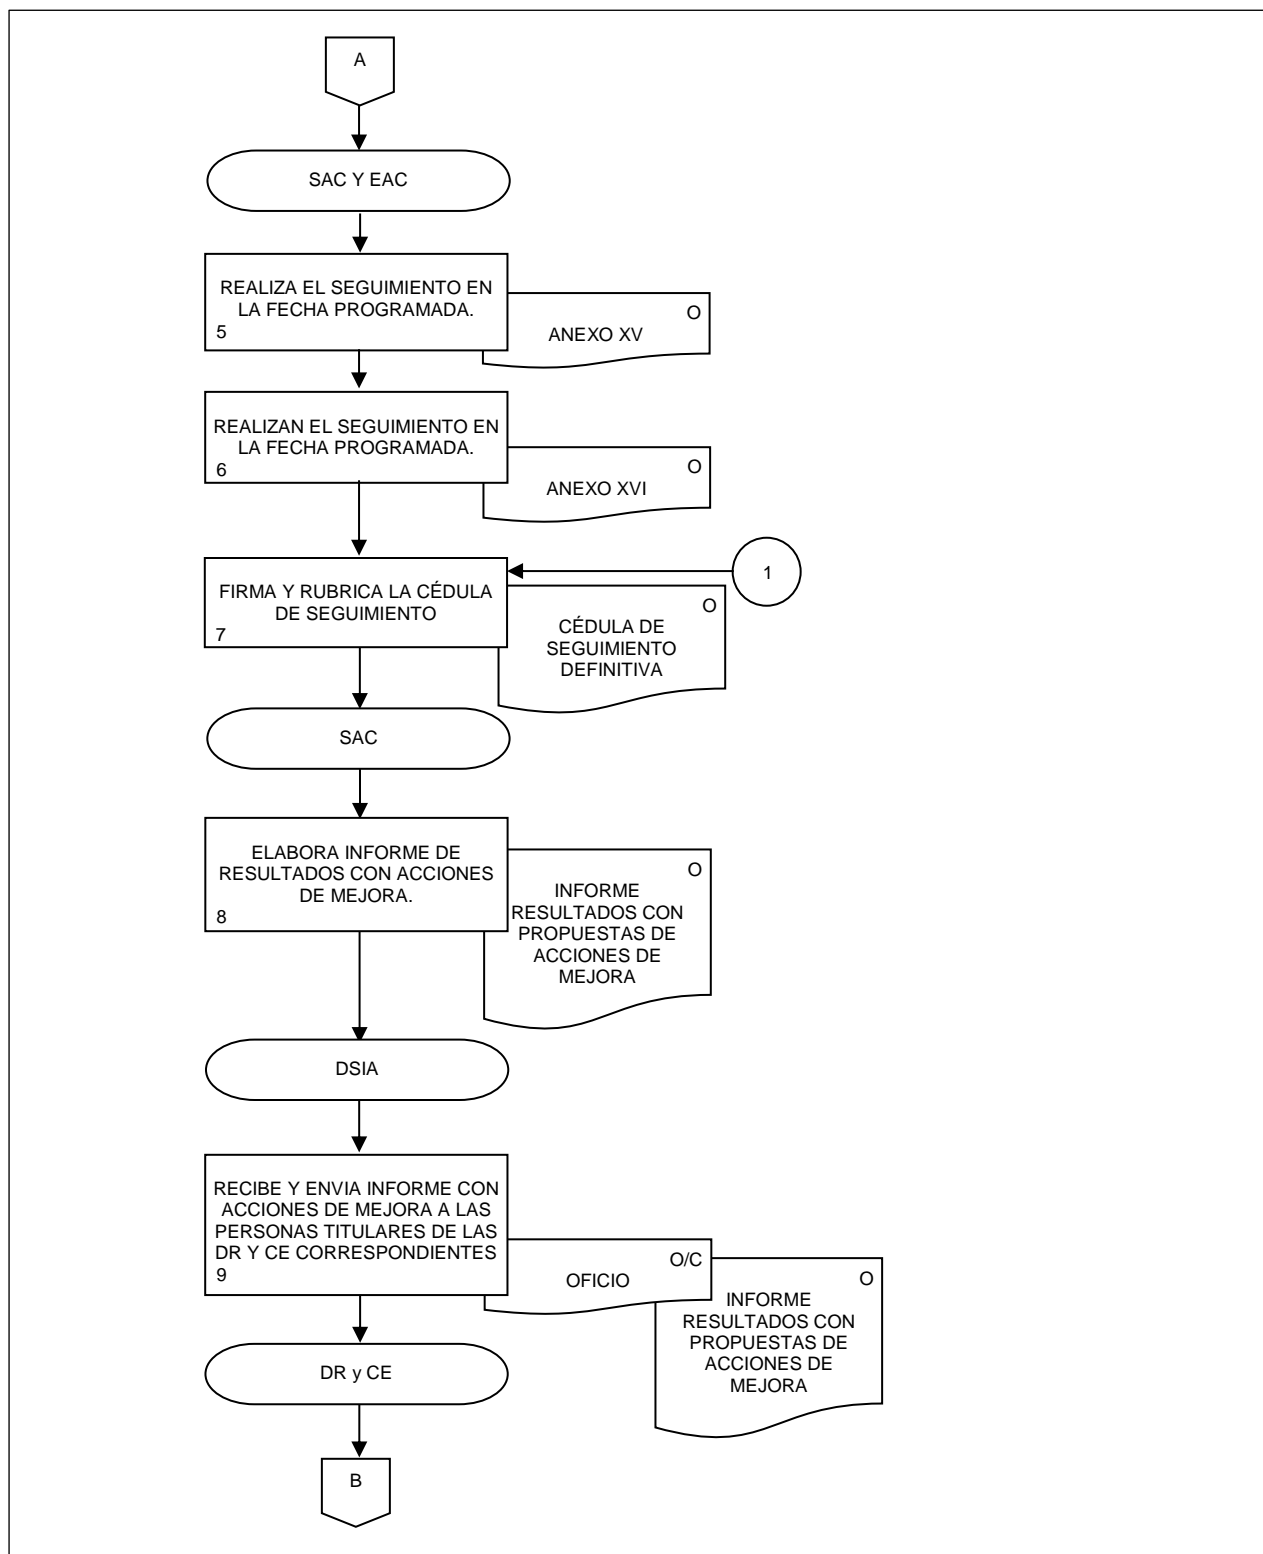 A
SAC Y EAC
REALIZA EL SEGUIMIENTO EN
LA FECHA PROGRAMADA.
5
O
ANEXO XV
REALIZAN EL SEGUIMIENTO EN
LA FECHA PROGRAMADA.
6
O
ANEXO XVI
1
FIRMA Y RUBRICA LA CÉDULA
DE SEGUIMIENTO
7
O
CÉDULA DE
SEGUIMIENTO
DEFINITIVA
SAC
ELABORA INFORME DE
RESULTADOS CON ACCIONES
DE MEJORA.
8
O
INFORME
RESULTADOS CON
PROPUESTAS DE
ACCIONES DE
MEJORA
DSIA
RECIBE Y ENVIA INFORME CON
ACCIONES DE MEJORA A LAS
PERSONAS TITULARES DE LAS
DR Y CE CORRESPONDIENTES
9
O/C
OFICIO
O
INFORME
RESULTADOS CON
PROPUESTAS DE
ACCIONES DE
MEJORA
DR y CE
B